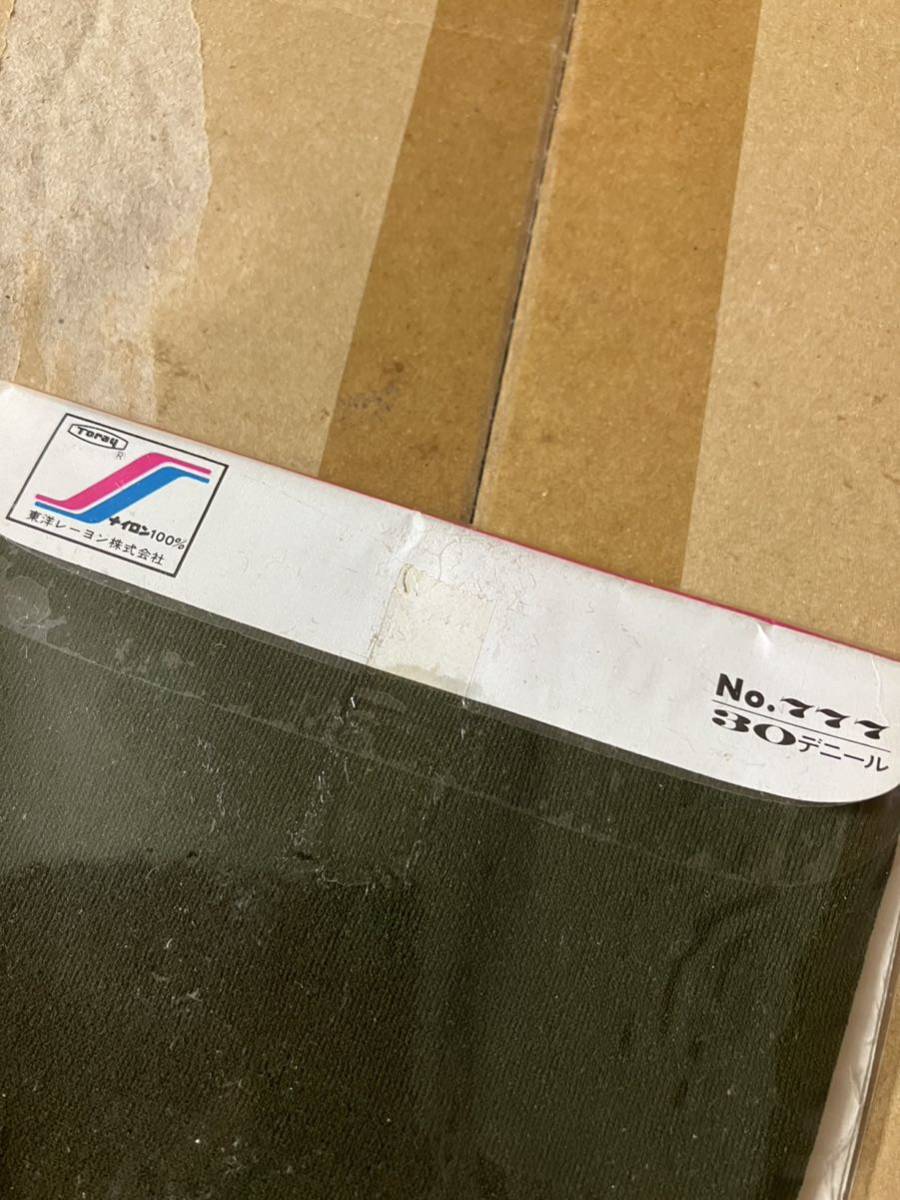 Toray
R
ナイロン100%
東洋レーヨン株式会社
No.777
30デニール